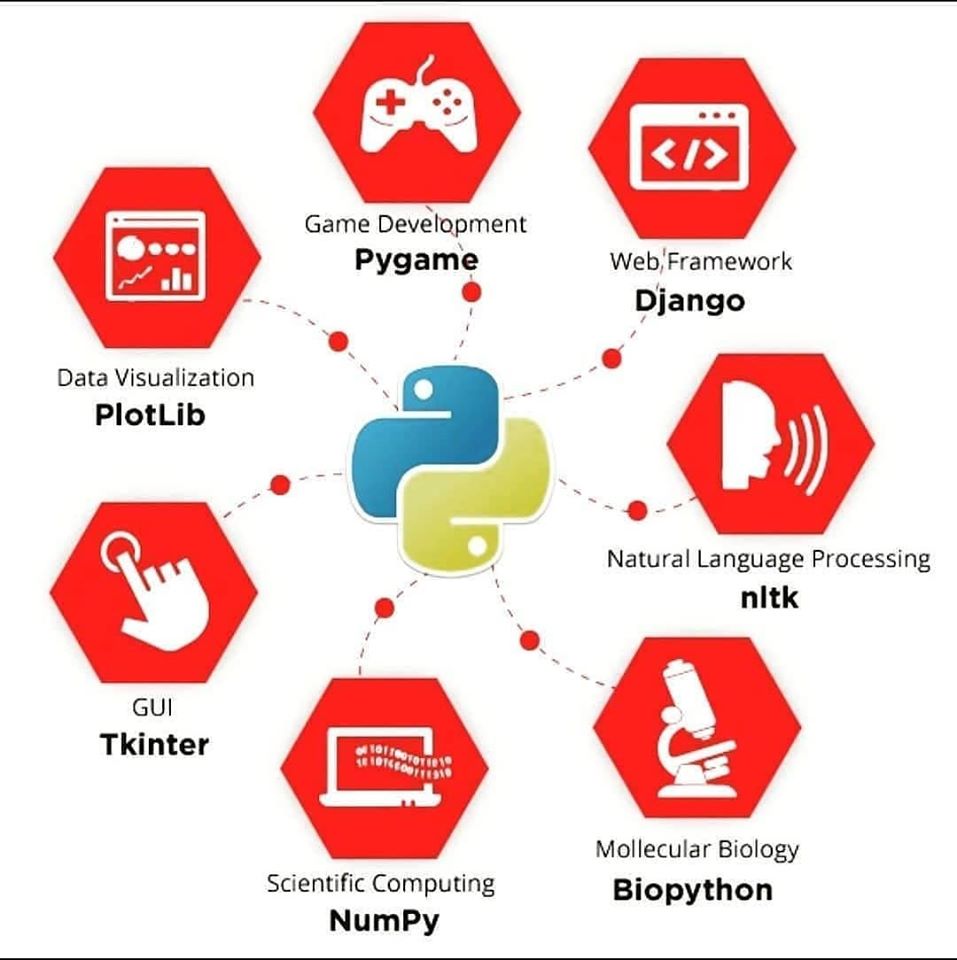 Game Development
Pygame
Web Framework
Django
Data Visualization
PlotLib
Natural Language Processing
nltk
GUI
Tkinter
Mollecular Biology
Biopython
Scientific Computing
NumPy